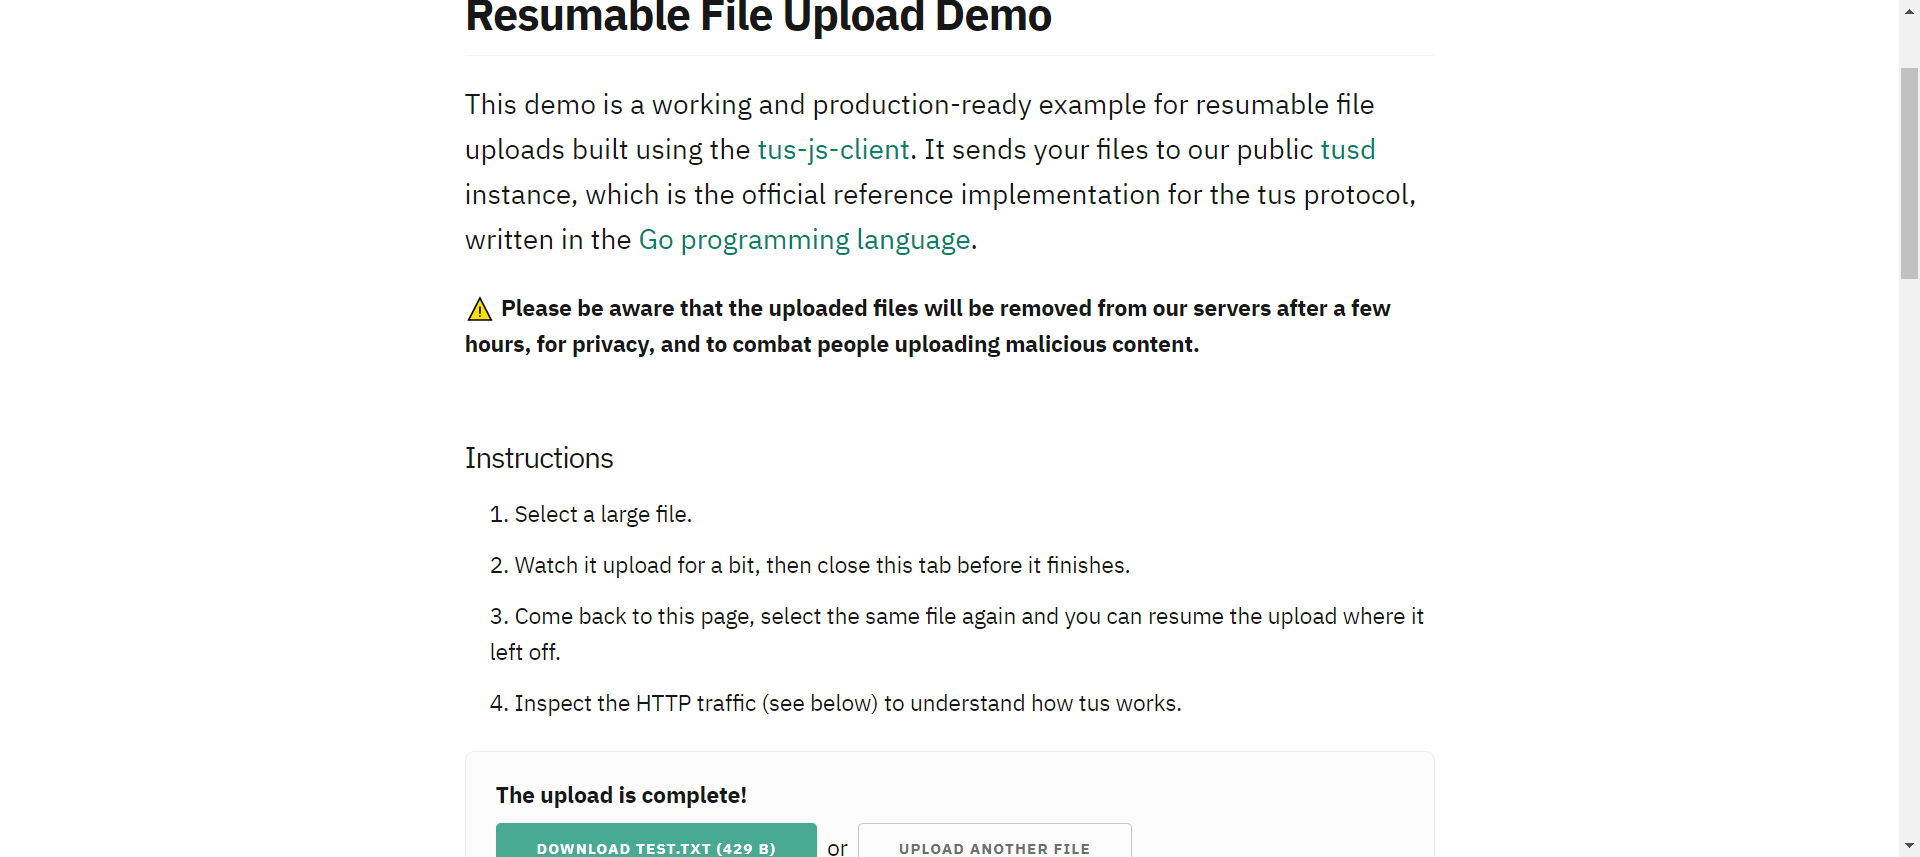 Resumable File Upload Demo
This demo is a working and production-ready example for resumable file
uploads built using the tus-js-client. It sends your files to our public tusd
instance, which is the official reference implementation for the tus protocol,
written in the Go programming language.
⚠️ Please be aware that the uploaded files will be removed from our servers after a few
hours, for privacy, and to combat people uploading malicious content.
Instructions
1. Select a large file.
2. Watch it upload for a bit, then close this tab before it finishes.
3. Come back to this page, select the same file again and you can resume the upload where it
left off.
4. Inspect the HTTP traffic (see below) to understand how tus works.
The upload is complete!
DOWNLOAD TEST.TXT (429 B) or UPLOAD ANOTHER FILE